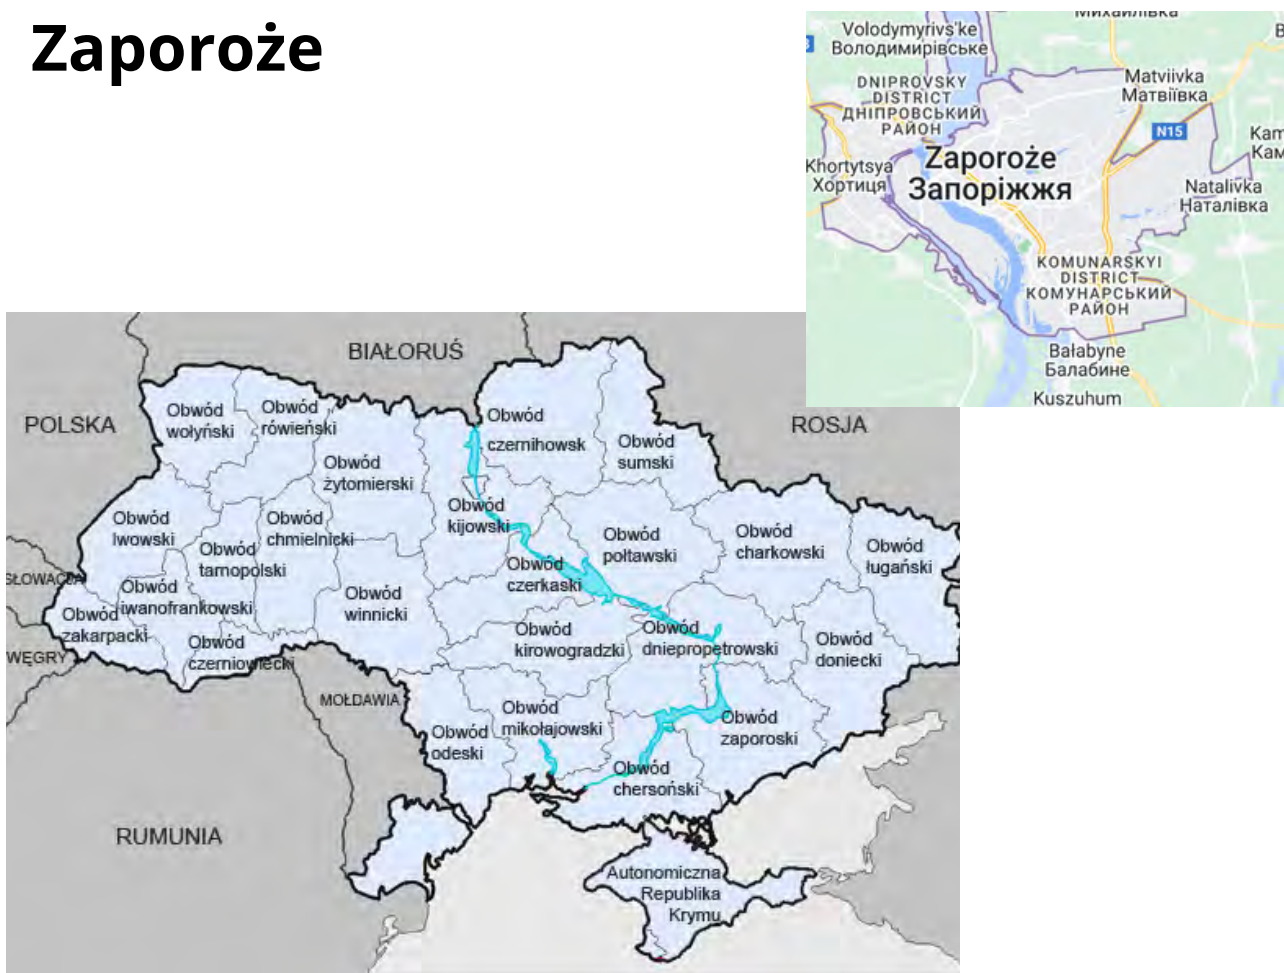 Zaporoże
Михайлівка
Volodymyrivs'ke
Володимирівське
DNIPROVSKY
DISTRICT
ДНІПРОВСЬКИЙ
РАЙОН
Matviivka
Матвіївка
N15
Khortytsya
Хортиця
Zaporoże
Запоріжжя
Natalivka
Наталівка
KOMUNARSKYI
DISTRICT
КОМУНАРСЬКИЙ
РАЙОН
Bałabyne
Балабине
Kuszuhum
BIAŁORUŚ
POLSKA
ROSJA
Obwód
wołyński
Obwód
rówieński
Obwód
czernihowsk
Obwód
sumski
Obwód
żytomierski
Obwód
kijowski
Obwód
lwowski
Obwód
chmielnicki
Obwód
tarnopolski
Obwód
połtawski
Obwód
charkowski
Obwód
ługański
Obwód
czerkaski
SŁOWACJA
Obwód
iwanofrankowski
Obwód
zakarpacki
Obwód
winnicki
Obwód
kirowogradzki
Obwód
dniepropetrowski
Obwód
doniecki
Obwód
czerniowiecki
WĘGRY
MOŁDAWIA
Obwód
mikołajowski
Obwód
odeski
Obwód
zaporoski
Obwód
chersoński
RUMUNIA
Autonomiczna
Republika
Krymu